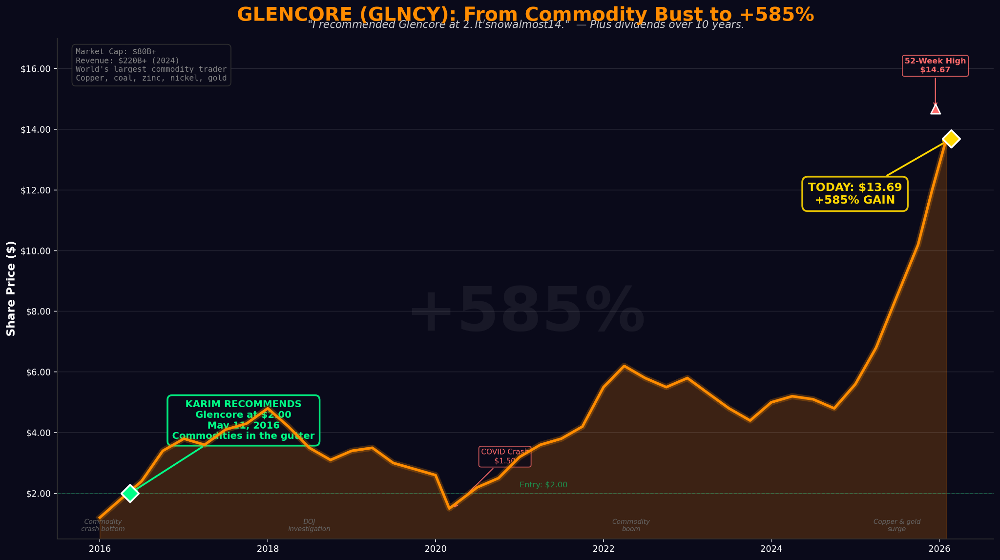 GLENCORE (GLNCY): From Commodity Bust to +585%
"I recommended Glencore at 2.It'snowalmost14." — Plus dividends over 10 years.
Market Cap: $80B+
Revenue: $220B+ (2024)
World's largest commodity trader
Copper, coal, zinc, nickel, gold
52-Week High
$14.67
TODAY: $13.69
+585% GAIN
+585%
KARIM RECOMMENDS
Glencore at $2.00
May 11, 2016
Commodities in the gutter
COVID Crash
$1.50
Entry: $2.00
Commodity
crash bottom
DOJ
investigation
Commodity
boom
Copper & gold
surge
Share Price ($)
$16.00
$14.00
$12.00
$10.00
$8.00
$6.00
$4.00
$2.00
2016
2018
2020
2022
2024
2026